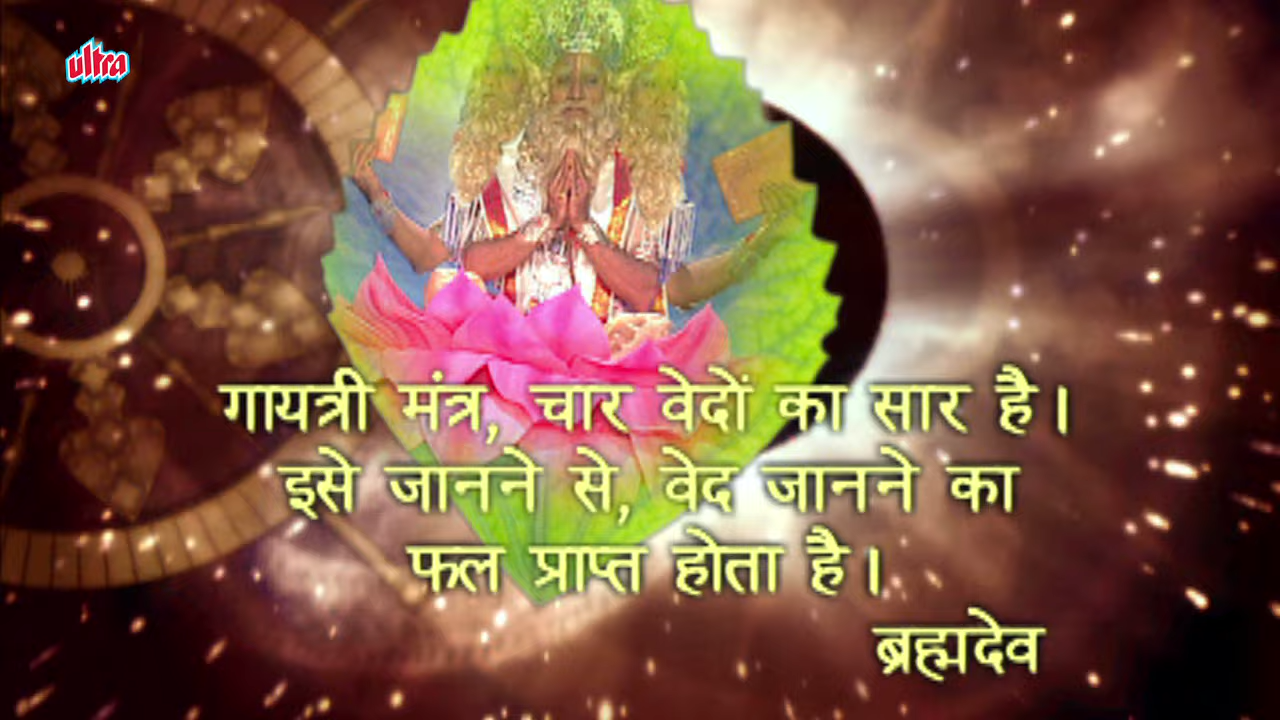 ultra
गायत्री मंत्र, चार वेदों का सार है।
इसे जानने से, वेद जानने का
फल प्राप्त होता है।
ब्रह्मदेव